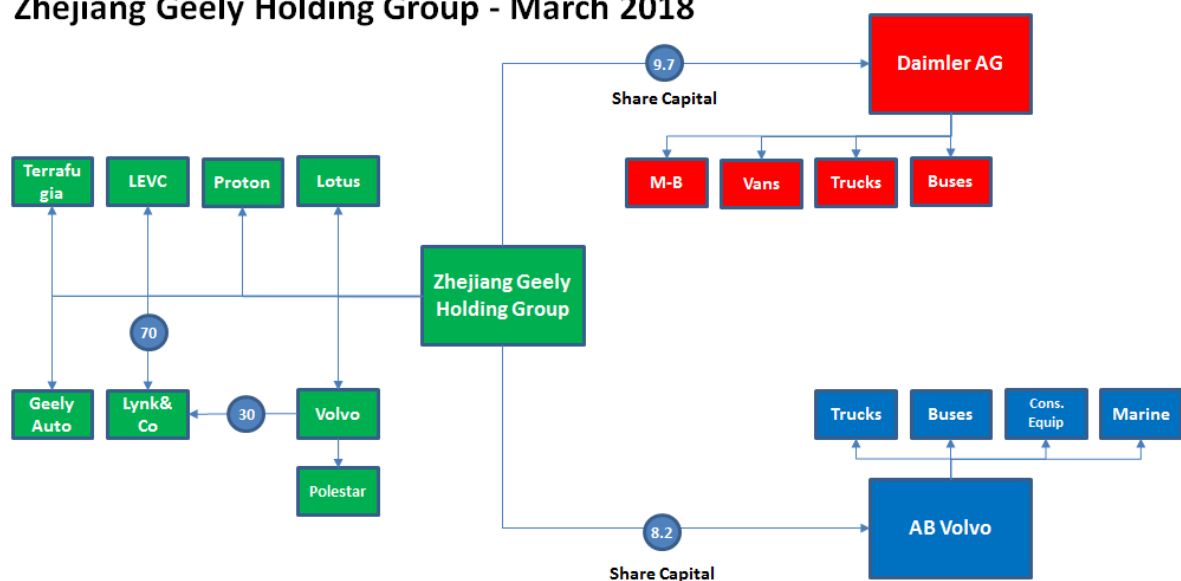 Zhejiang Geely Holding Group - March 2018
9.7
Share Capital
Daimler AG
M-B
Vans
Trucks
Buses
Terrafu
gia
LEVC
Proton
Lotus
Zhejiang Geely
Holding Group
70
Geely
Auto
Lynk&
Co
30
Volvo
Polestar
Trucks
Buses
Cons.
Equip
Marine
8.2
Share Capital
AB Volvo